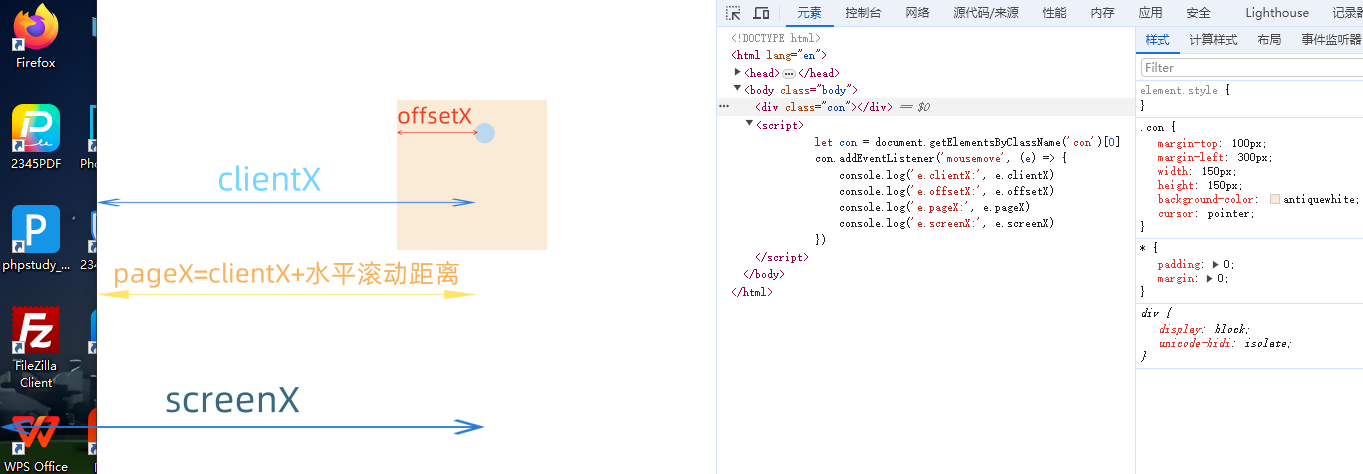 Firefox
2345PDF
Pho
phpstudy_...
234
FileZilla
Client
WPS Office
offsetX
clientX
pageX=clientX+水平滚动距离
screenX
元素 控制台 网络 源代码/来源 性能 内存 应用 安全 Lighthouse 记录器
<!DOCTYPE html>
<html lang="en">
<head> ⋯ </head>
<body class="body">
<div class="con"></div> == $0
<script>
let con = document.getElementsByClassName('con')[0]
con.addEventListener('mousemove', (e) => {
console.log('e.clientX:', e.clientX)
console.log('e.offsetX:', e.offsetX)
console.log('e.pageX:', e.pageX)
console.log('e.screenX:', e.screenX)
})
</script>
</body>
</html>
样式 计算样式 布局 事件监听器
Filter
element.style {
}
.con {
margin-top: 100px;
margin-left: 300px;
width: 150px;
height: 150px;
background-color: antiquewhite;
cursor: pointer;
}
* {
padding: 0;
margin: 0;
}
div {
display: block;
unicode-bidi: isolate;
}